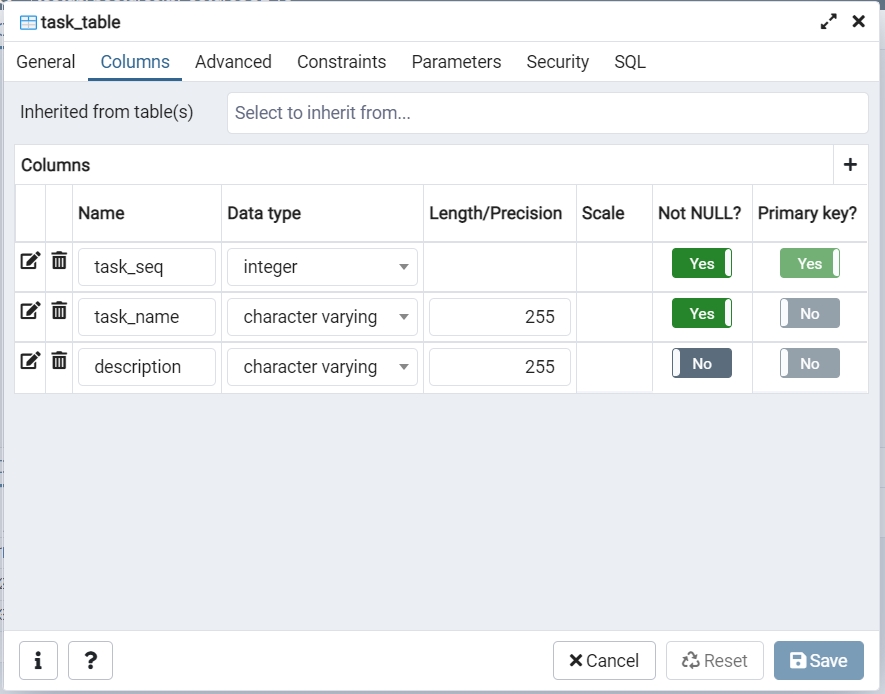 task_table
General Columns Advanced Constraints Parameters Security SQL
Inherited from table(s) Select to inherit from...
Columns
Name Data type Length/Precision Scale Not NULL? Primary key?
task_seq integer Yes Yes
task_name character varying 255 Yes No
description character varying 255 No No
i ? Cancel Reset Save